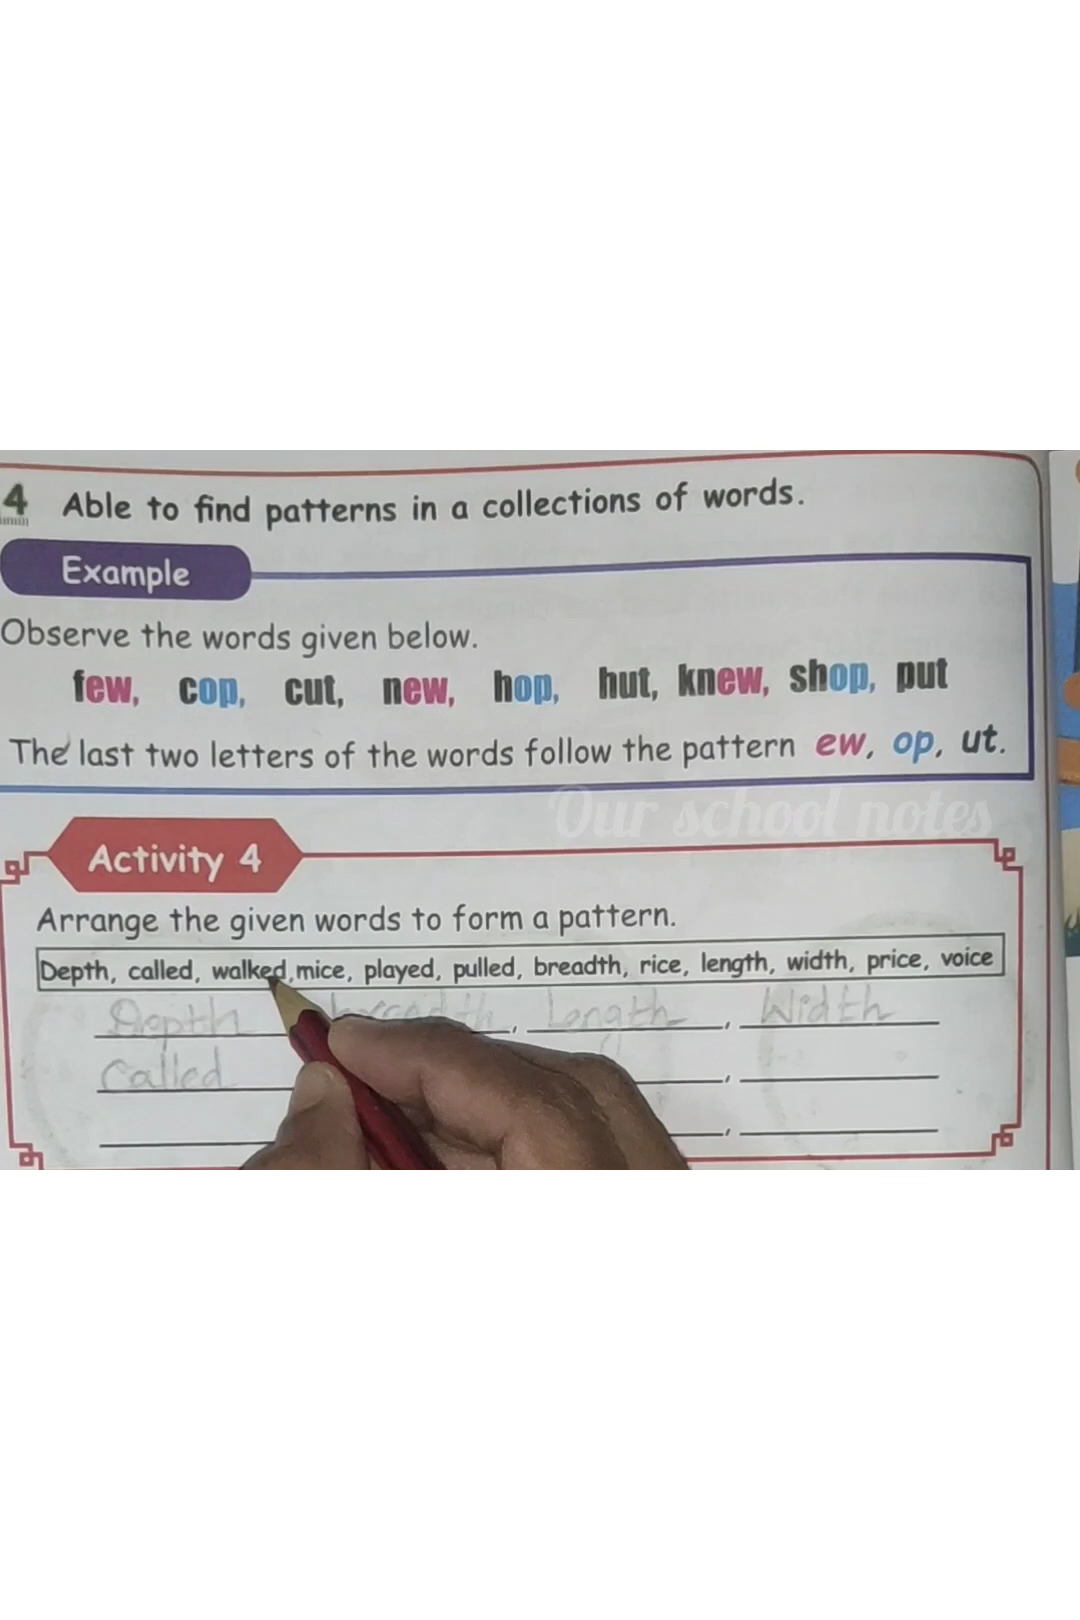 4 Able to find patterns in a collections of words.
Example
Observe the words given below.
few, cop, cut, new, hop, hut, knew, shop, put
The last two letters of the words follow the pattern ew, op, ut.
Our school notes
Activity 4
Arrange the given words to form a pattern.
Depth, called, walked, mice, played, pulled, breadth, rice, length, width, price, voice
Depth breadth, Length, Width
Called ,
,